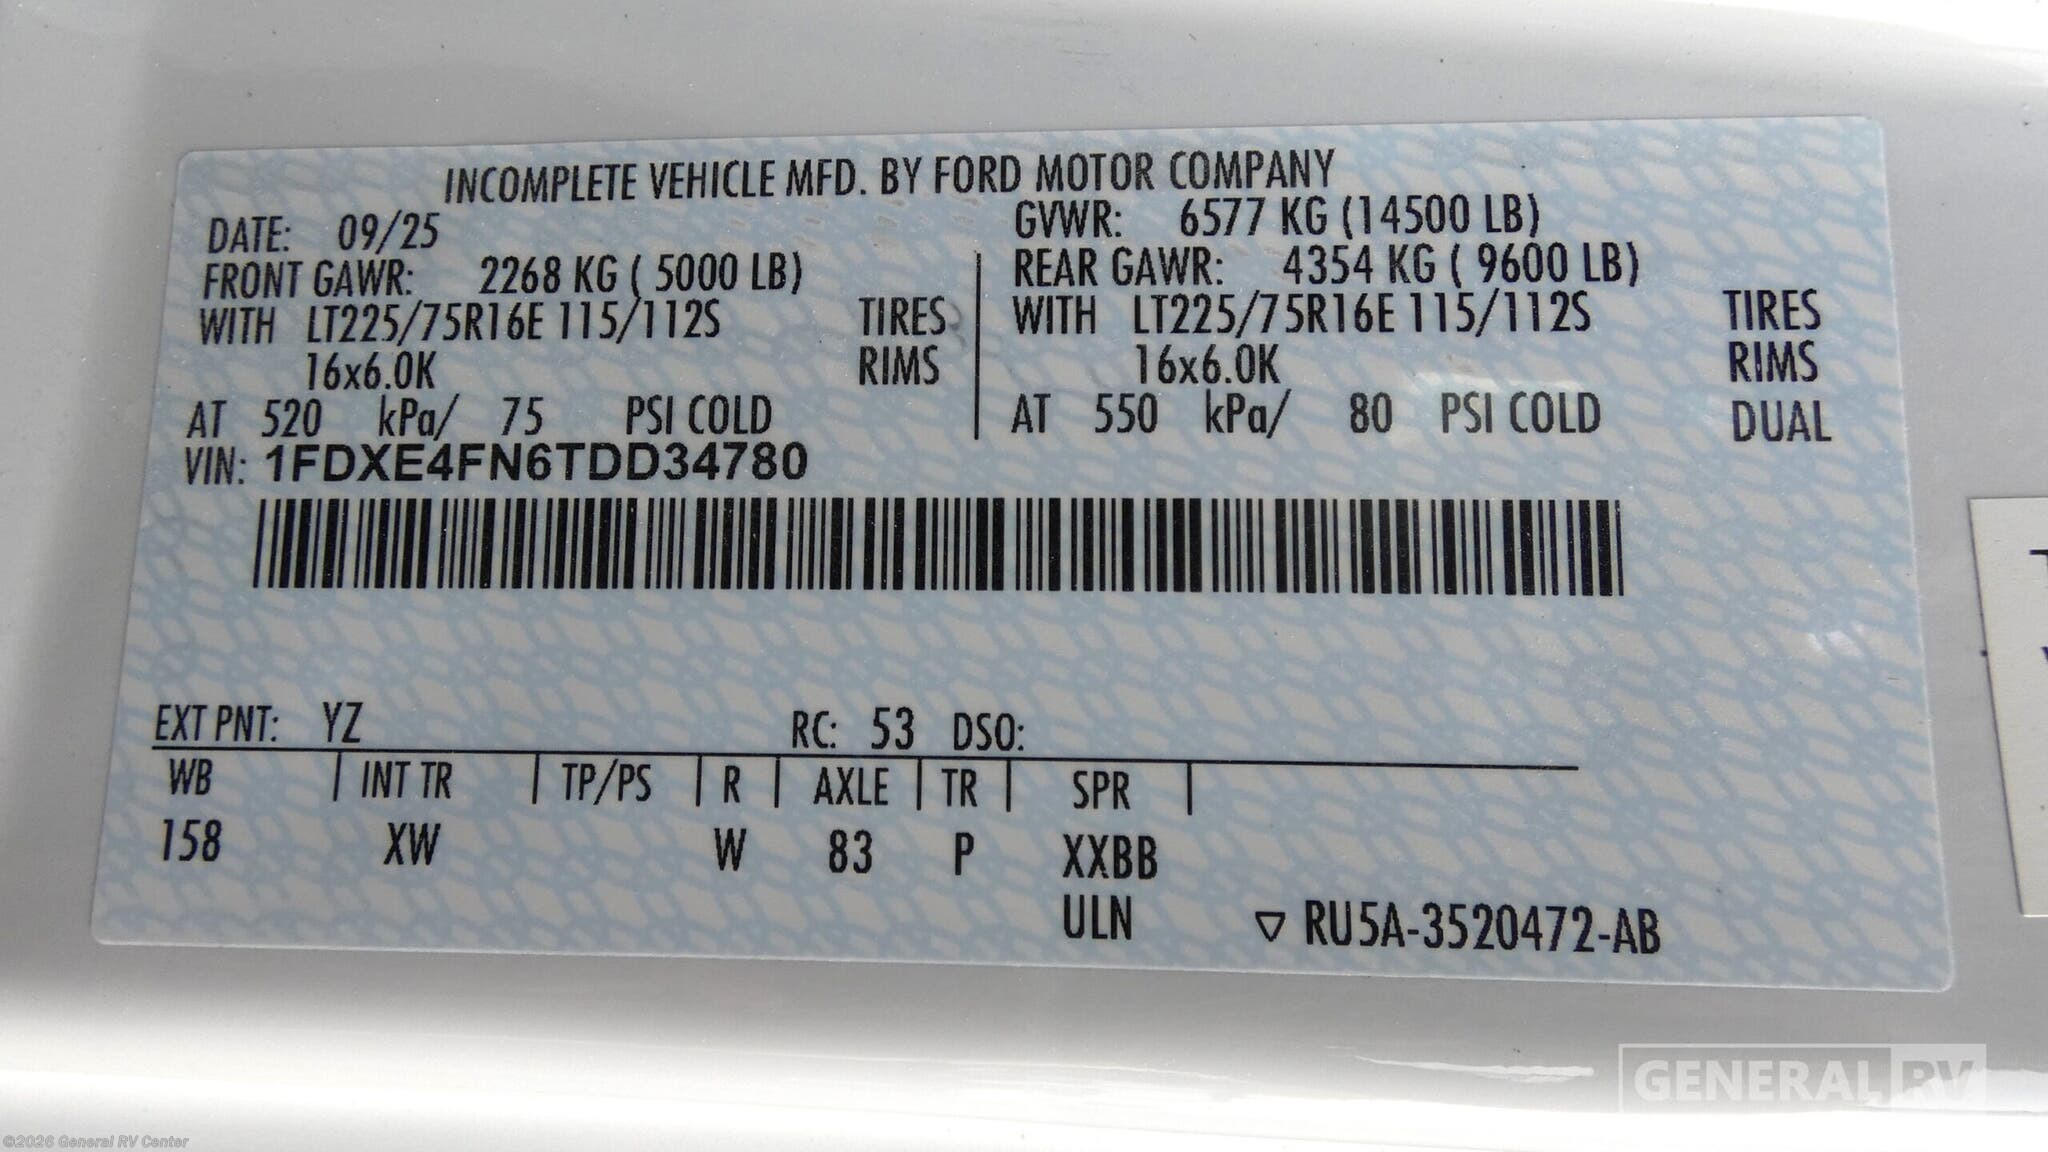 INCOMPLETE VEHICLE MFD. BY FORD MOTOR COMPANY
DATE: 09/25 GVWR: 6577 KG (14500 LB)
FRONT GAWR: 2268 KG ( 5000 LB) REAR GAWR: 4354 KG ( 9600 LB)
WITH LT225/75R16E 115/112S TIRES WITH LT225/75R16E 115/112S TIRES
16x6.0K RIMS 16x6.0K RIMS
AT 520 kPa/ 75 PSI COLD AT 550 kPa/ 80 PSI COLD DUAL
VIN: 1FDXE4FN6TDD34780
EXT PNT: YZ RC: 53 DSO:
WB | INT TR | TP/PS | R | AXLE | TR | SPR |
158 XW W 83 P XXBB
ULN ▽ RU5A-3520472-AB
GENERAL RV
©2026 General RV Center